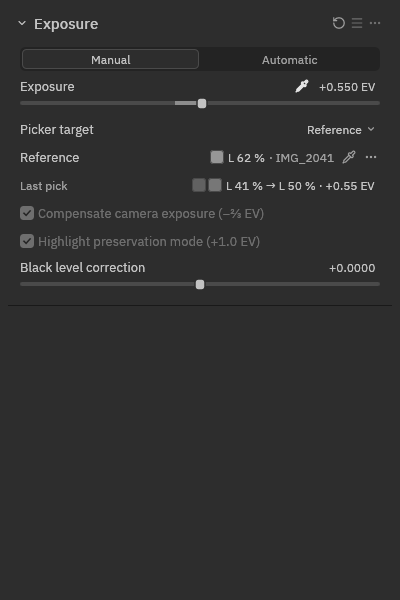 Exposure
Manual Automatic
Exposure +0.550 EV
Picker target Reference
Reference L 62 % · IMG_2041
Last pick L 41 % → L 50 % · +0.55 EV
Compensate camera exposure (−⅔ EV)
Highlight preservation mode (+1.0 EV)
Black level correction +0.0000